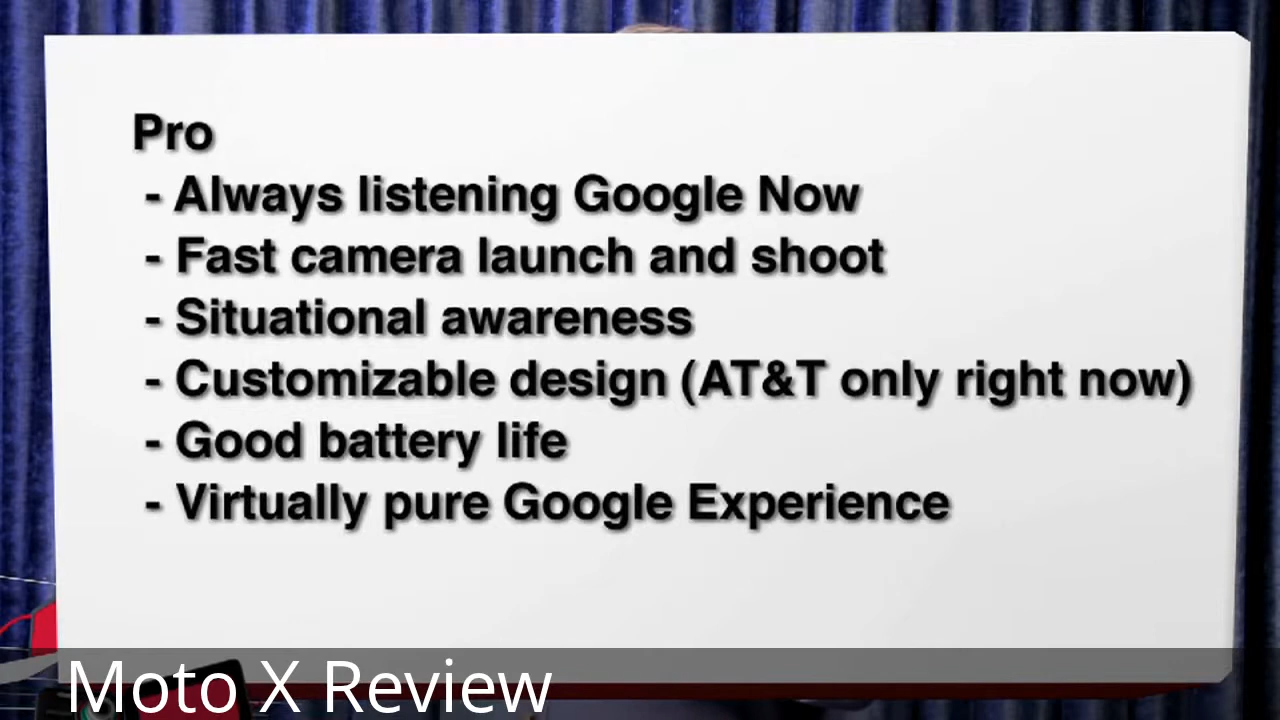 Pro
- Always listening Google Now
- Fast camera launch and shoot
- Situational awareness
- Customizable design (AT&T only right now)
- Good battery life
- Virtually pure Google Experience
Moto X Review